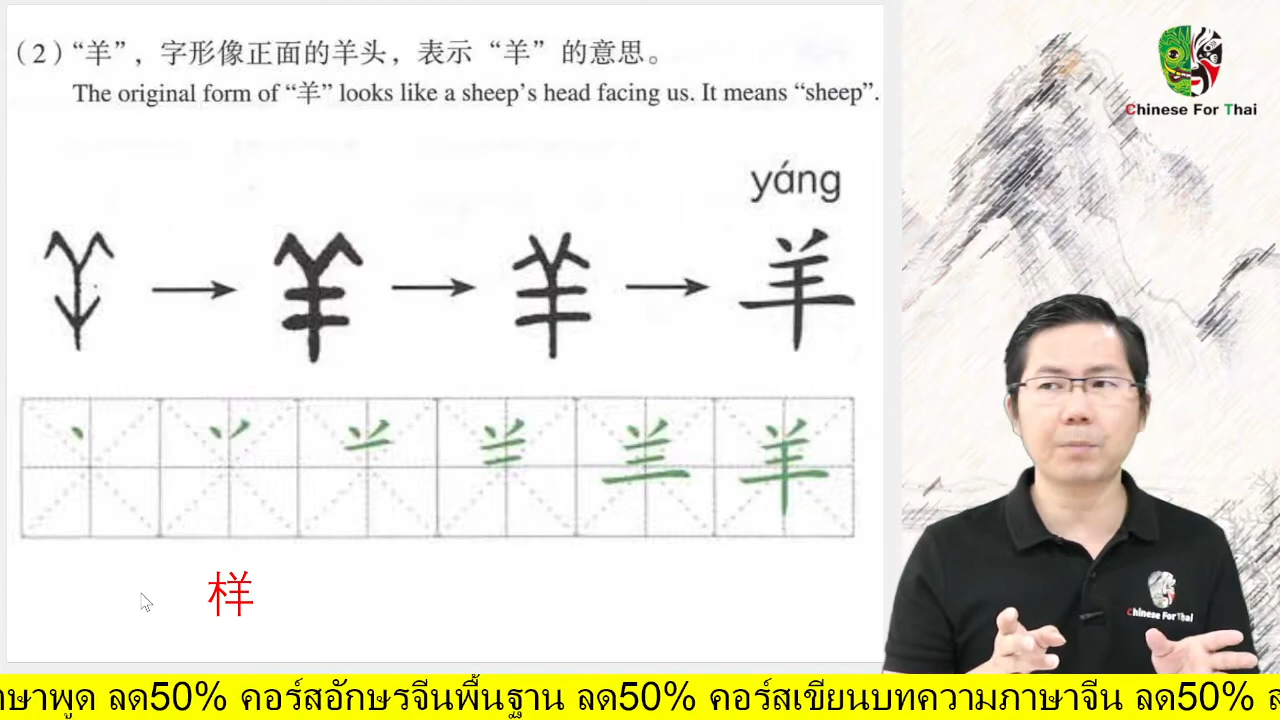 （2）“羊”，字形像正面的羊头，表示“羊”的意思。
The original form of “羊” looks like a sheep’s head facing us. It means “sheep”.
Chinese For Thai
yáng
羊
羊
样
Chinese For Thai
าษาพูด ลด50% คอร์สอักษรจีนพื้นฐาน ลด50% คอร์สเขียนบทความภาษาจีน ลด50% ส